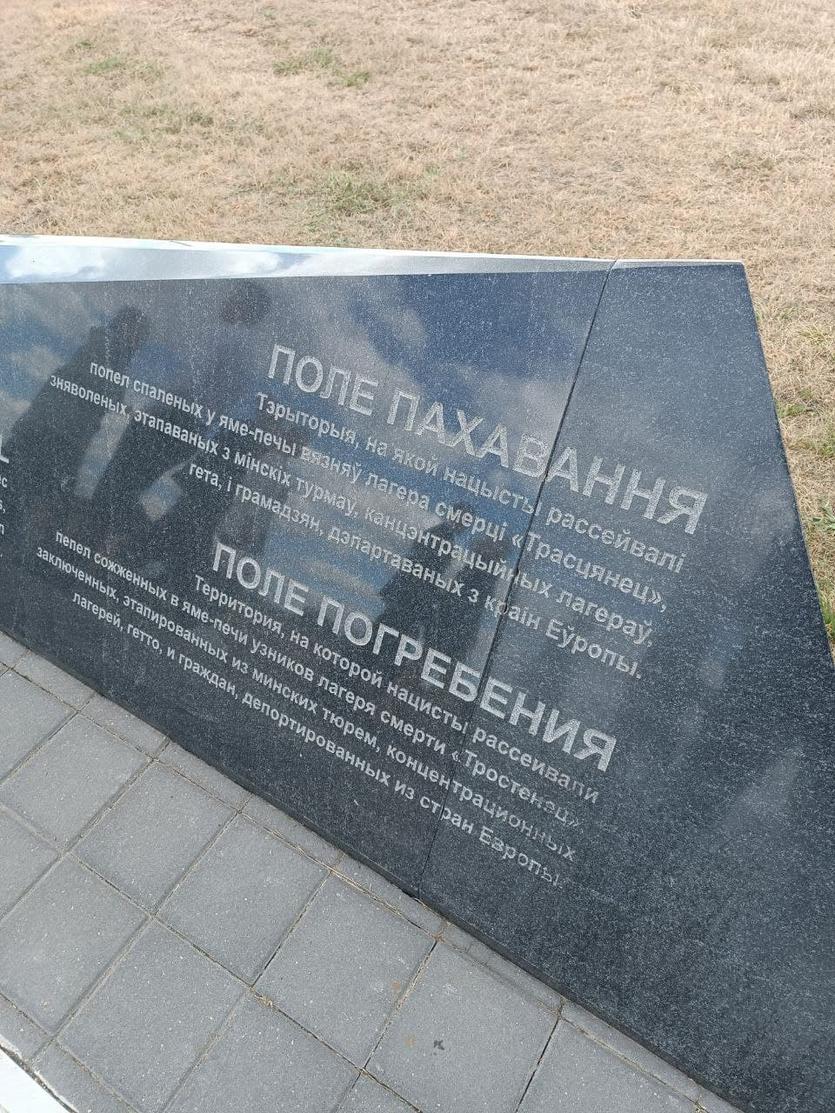 ПОЛЕ ПАХАВАННЯ
Тэрыторыя, на якой нацысты рассейвалі
попел спаленых у яме-печы вязняў лагера смерці «Трасцянец»,
зняволеных, этапаваных з мінскіх турмаў, канцэнтрацыйных лагераў,
гета, і грамадзян, дэпартаваных з краін Еўропы.
ПОЛЕ ПОГРЕБЕНИЯ
Территория, на которой нацисты рассеивали
пепел сожженных в яме-печи узников лагеря смерти «Тростенец»,
заключенных, этапированных из минских тюрем, концентрационных
лагерей, гетто, и граждан, депортированных из стран Европы.